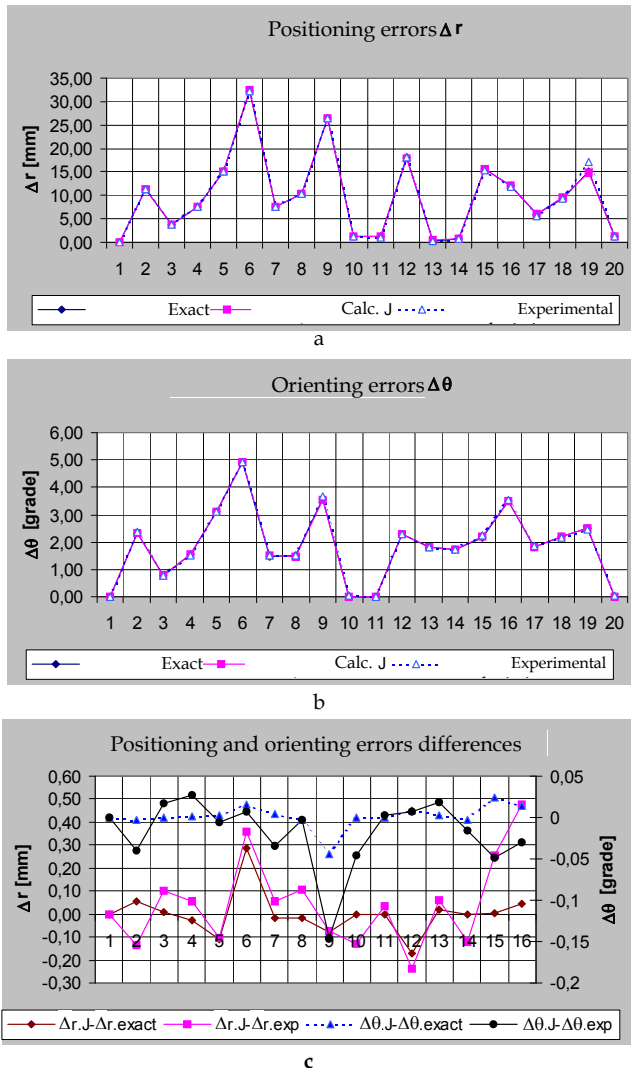 Positioning errors Δr
Δ r [mm]
35,00
30,00
25,00
20,00
15,00
10,00
5,00
0,00
1 2 3 4 5 6 7 8 9 10 11 12 13 14 15 16 17 18 19 20
Exact Calc. J Experimental
a
Orienting errors Δθ
Δθ [grade]
6,00
5,00
4,00
3,00
2,00
1,00
0,00
1 2 3 4 5 6 7 8 9 10 11 12 13 14 15 16 17 18 19 20
Exact Calc. J Experimental
b
Positioning and orienting errors differences
Δ r [mm]
0,60
0,50
0,40
0,30
0,20
0,10
0,00
-0,10
-0,20
-0,30
1 2 3 4 5 6 7 8 9 10 11 12 13 14 15 16
0,05
0
-0,05
-0,1
-0,15
-0,2
Δθ [grade]
Δr.J-Δr.exact Δr.J-Δr.exp Δθ.J-Δθ.exact Δθ.J-Δθ.exp
c